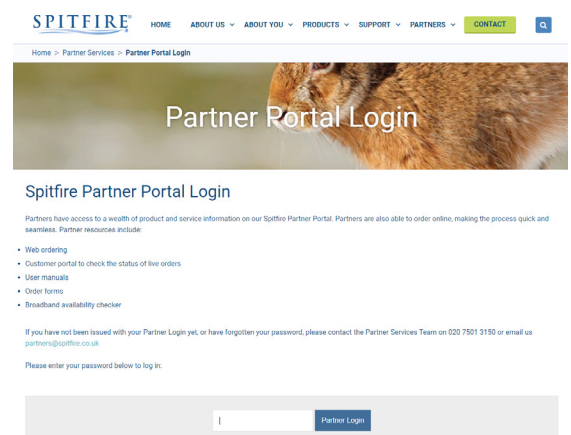 SPITFIRE®
HOME ABOUT US ABOUT YOU PRODUCTS SUPPORT PARTNERS CONTACT
Home > Partner Services > Partner Portal Login
Partner Portal Login
Spitfire Partner Portal Login
Partners have access to a wealth of product and service information on our Spitfire Partner Portal. Partners are also able to order online, making the process quick and
seamless. Partner resources include:
• Web ordering
• Customer portal to check the status of live orders
• User manuals
• Order forms
• Broadband availability checker
If you have not been issued with your Partner Login yet, or have forgotten your password, please contact the Partner Services Team on 020 7501 3150 or email us
partners@spitfire.co.uk
Please enter your password below to log in:
Partner Login